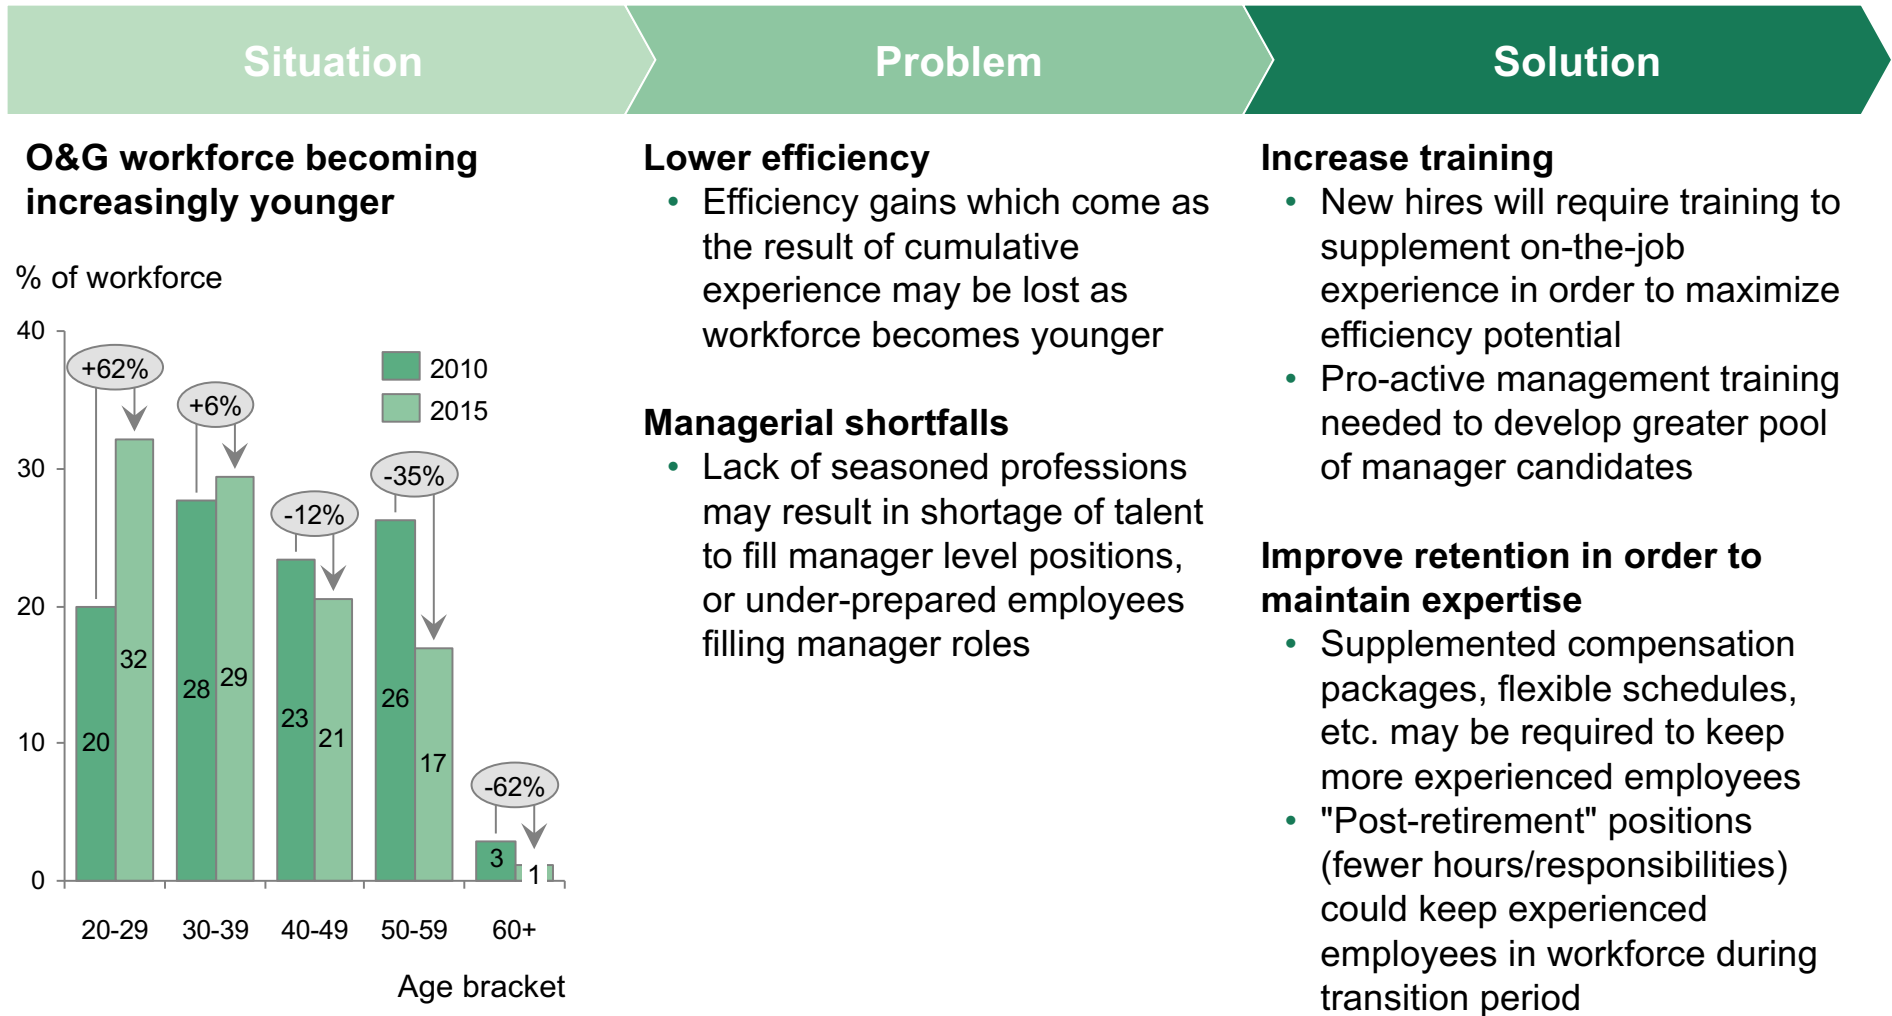 Situation
Problem
Solution
O&G workforce becoming
increasingly younger
% of workforce
40
30
20
10
0
+62%
+6%
-12%
-35%
-62%
2010
2015
20
32
28
29
23
21
26
17
3
1
20-29
30-39
40-49
50-59
60+
Age bracket
Lower efficiency
• Efficiency gains which come as
the result of cumulative
experience may be lost as
workforce becomes younger
Managerial shortfalls
• Lack of seasoned professions
may result in shortage of talent
to fill manager level positions,
or under-prepared employees
filling manager roles
Increase training
• New hires will require training to
supplement on-the-job
experience in order to maximize
efficiency potential
• Pro-active management training
needed to develop greater pool
of manager candidates
Improve retention in order to
maintain expertise
• Supplemented compensation
packages, flexible schedules,
etc. may be required to keep
more experienced employees
• "Post-retirement" positions
(fewer hours/responsibilities)
could keep experienced
employees in workforce during
transition period